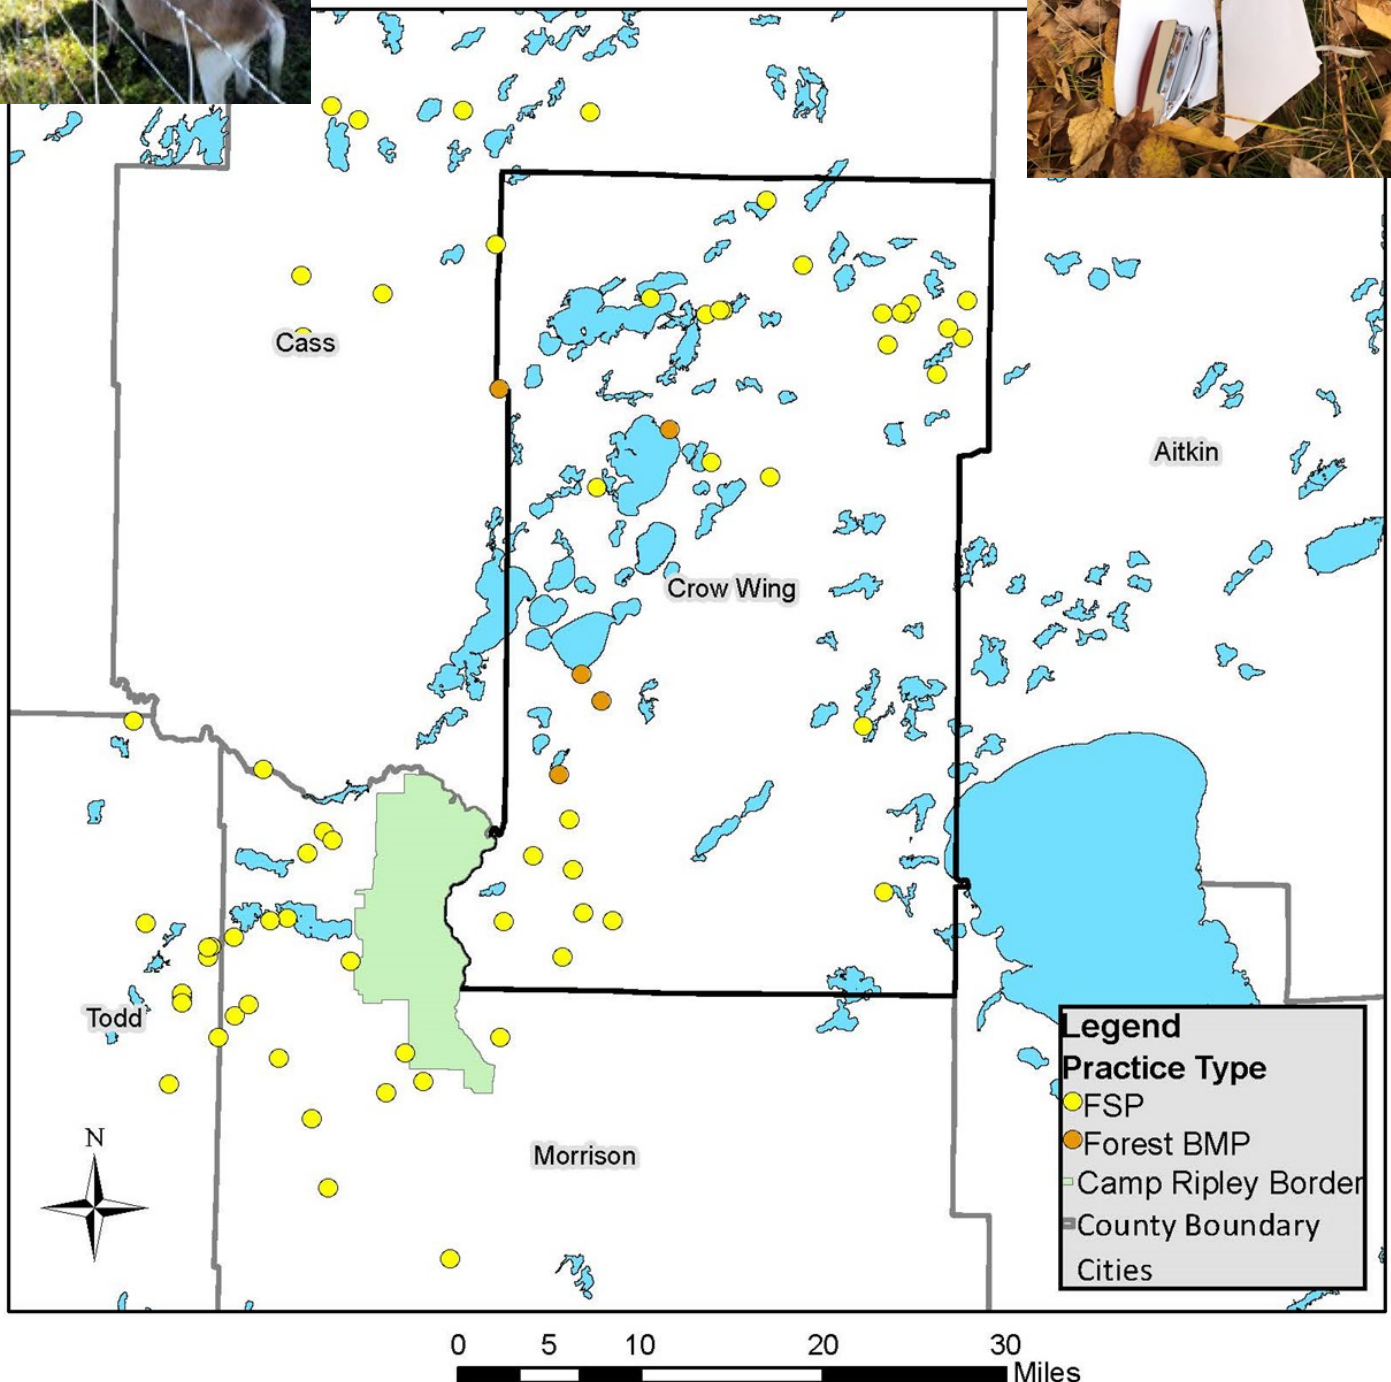 Cass
Aitkin
Crow Wing
Todd
Morrison
N
Legend
Practice Type
FSP
Forest BMP
Camp Ripley Border
County Boundary
Cities
0 5 10 20 30
Miles